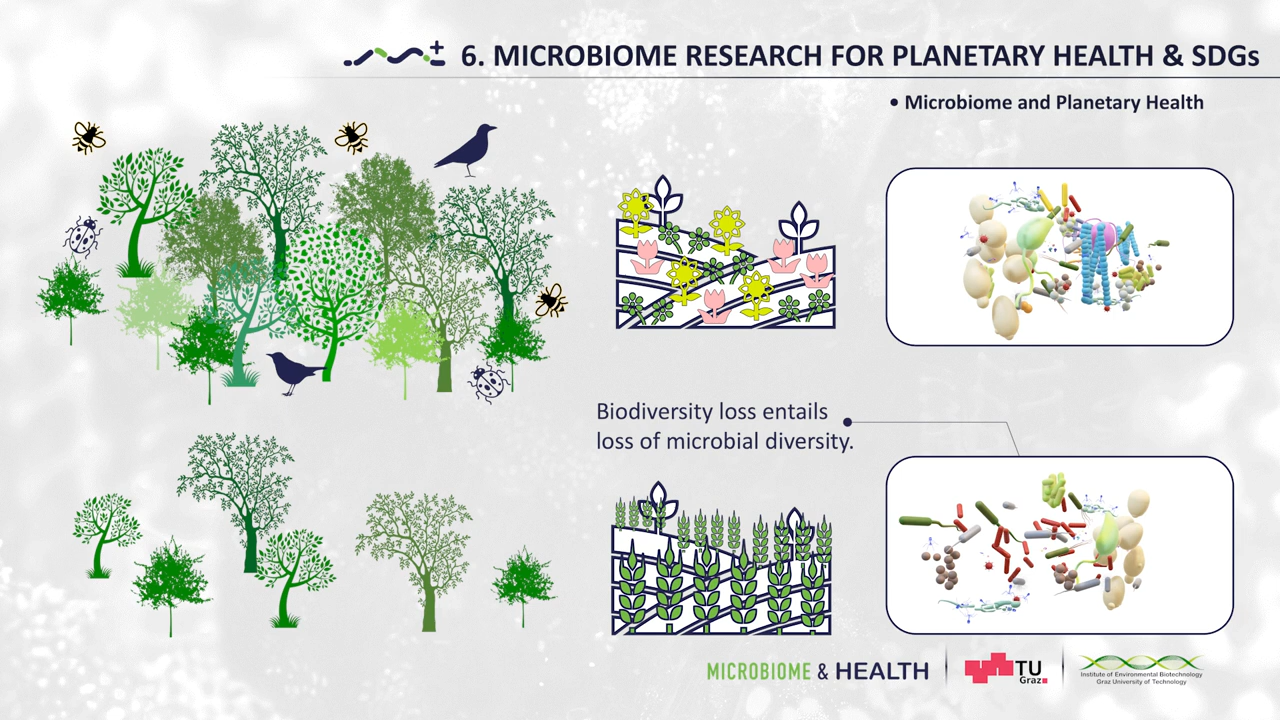 6. MICROBIOME RESEARCH FOR PLANETARY HEALTH & SDGs
• Microbiome and Planetary Health
Biodiversity loss entails
loss of microbial diversity.
MICROBIOME & HEALTH
TU
Graz
Institute of Environmental Biotechnology
Graz University of Technology